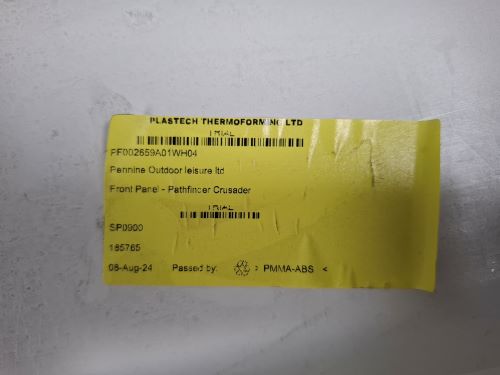 PLASTECH THERMOFORMING LTD
TRIAL
PF002659A01WH04
Pennine Outdoor leisure ltd
Front Panel - Pathfinder Crusader
TRIAL
SP0900
165765
08-Aug-24 Passed by: > PMMA-ABS <